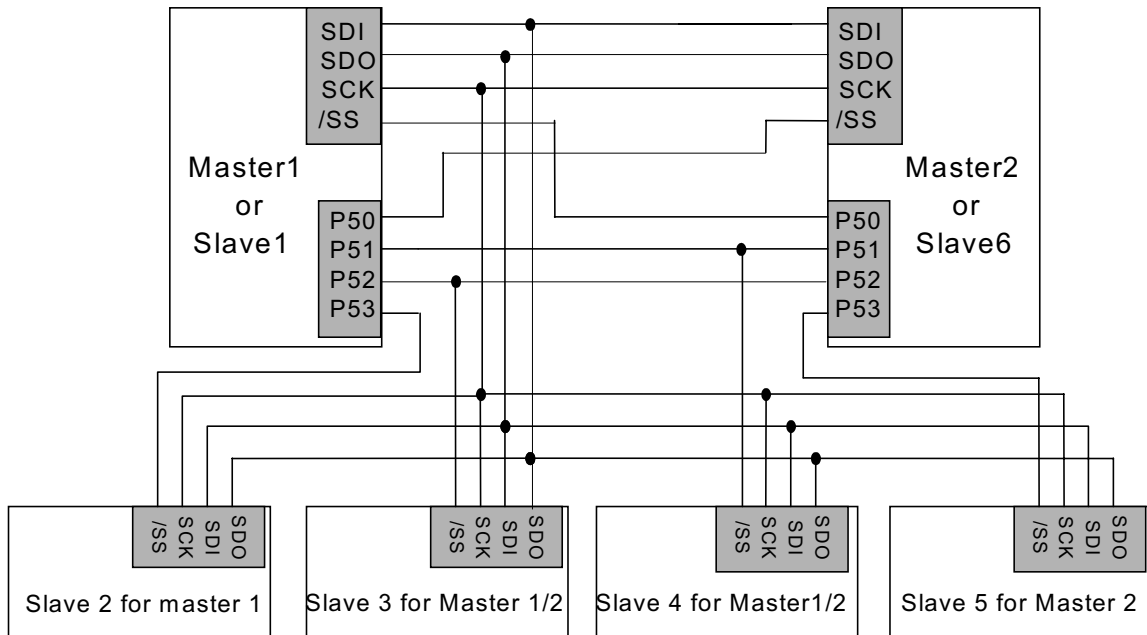 SDI
SDO
SCK
/SS
Master1
or
Slave1
P50
P51
P52
P53
SDI
SDO
SCK
/SS
Master2
or
Slave6
P50
P51
P52
P53
/SS
SCK
SDI
SDO
Slave 2 for master 1
/SS
SCK
SDI
SDO
Slave 3 for Master 1/2
/SS
SCK
SDI
SDO
Slave 4 for Master1/2
/SS
SCK
SDI
SDO
Slave 5 for Master 2